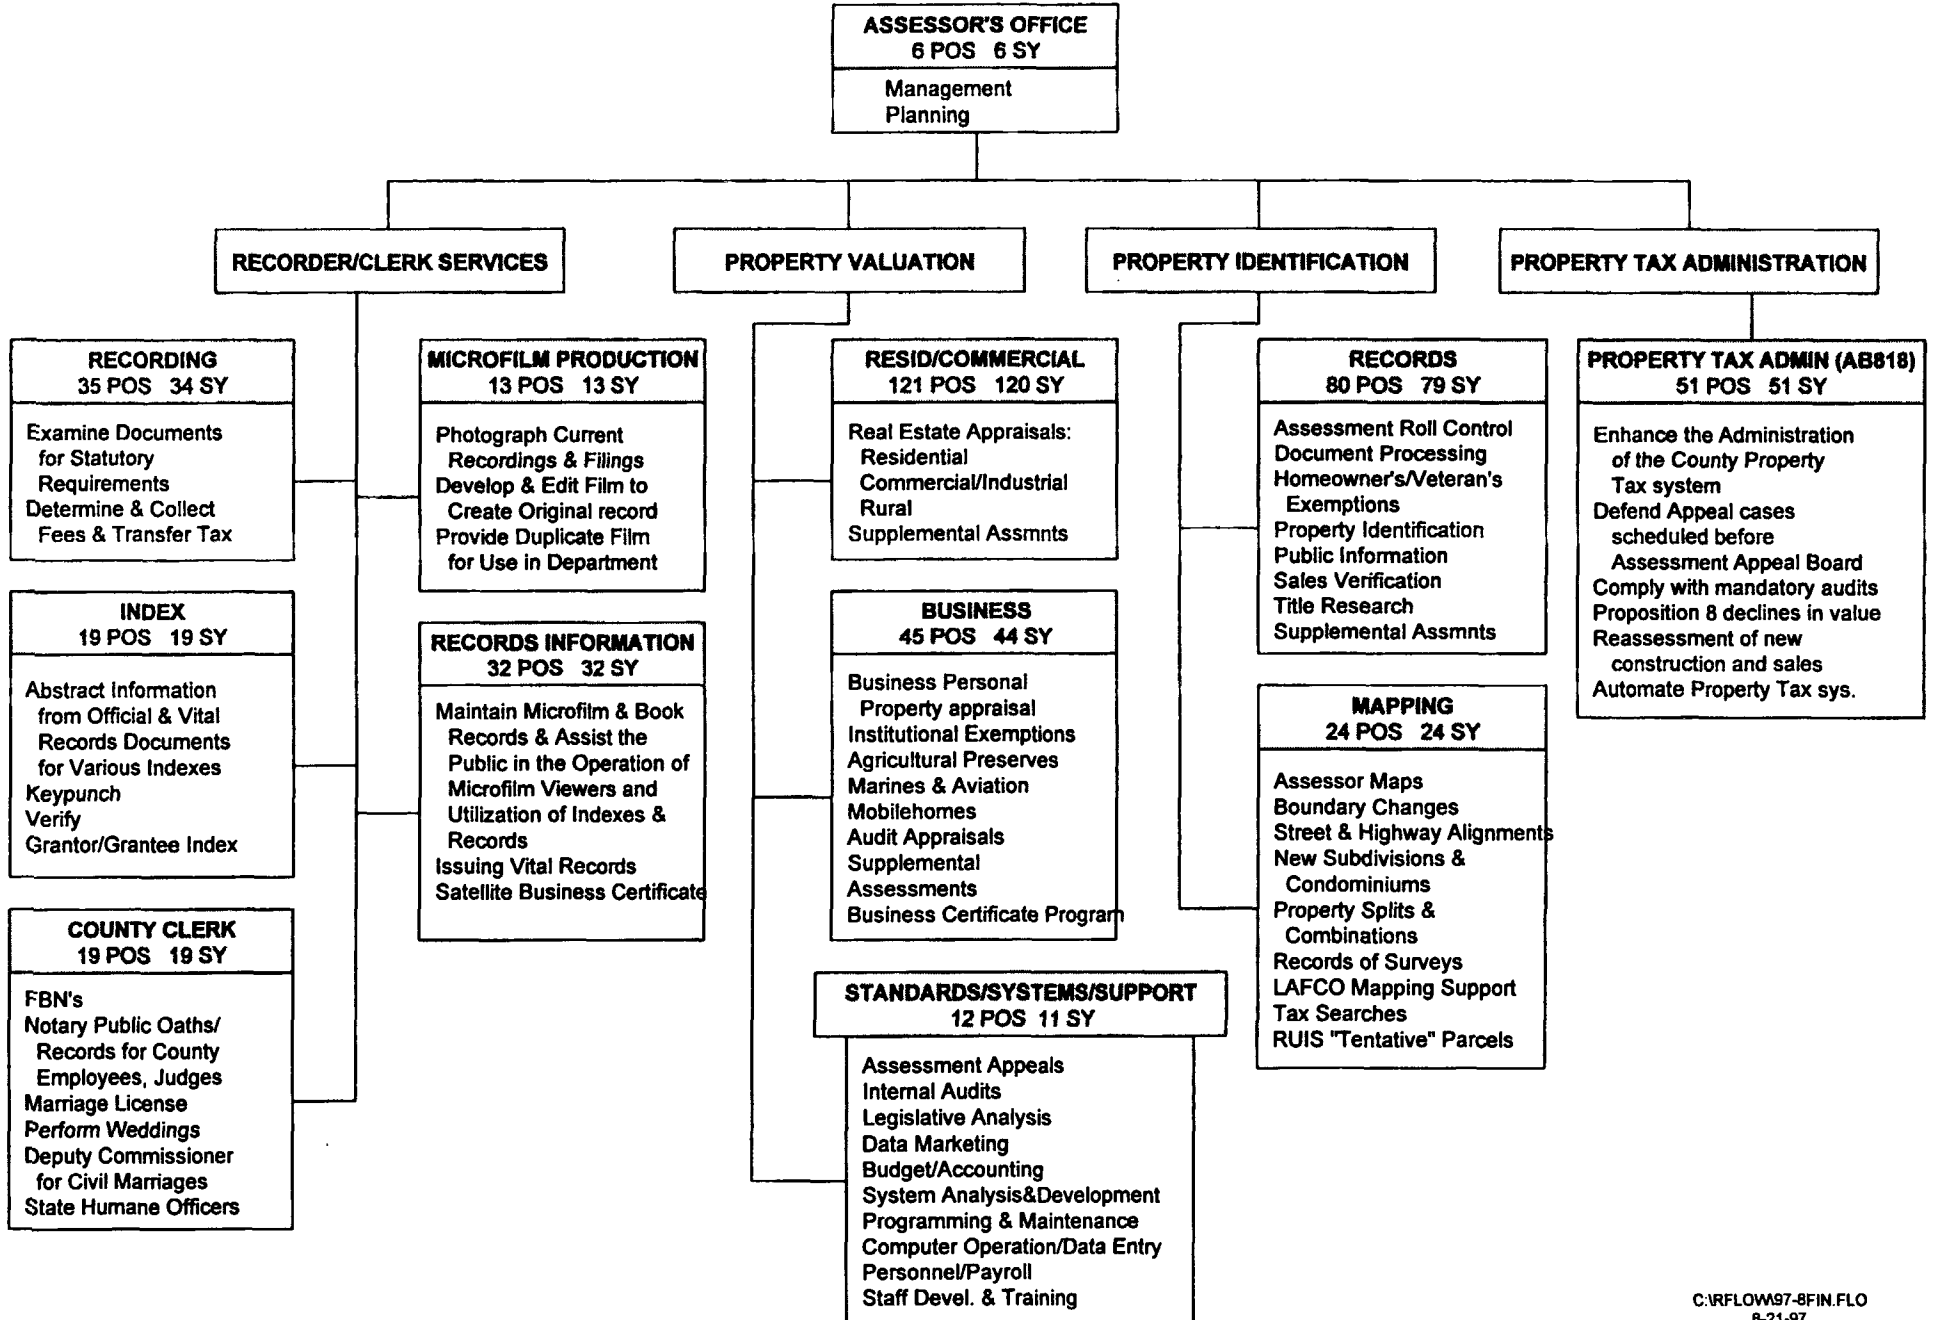 ASSESSOR'S OFFICE
6 POS 6 SY
Management
Planning
RECORDER/CLERK SERVICES
PROPERTY VALUATION
PROPERTY IDENTIFICATION
PROPERTY TAX ADMINISTRATION
RECORDING
35 POS 34 SY
Examine Documents
for Statutory
Requirements
Determine & Collect
Fees & Transfer Tax
INDEX
19 POS 19 SY
Abstract Information
from Official & Vital
Records Documents
for Various Indexes
Keypunch
Verify
Grantor/Grantee Index
COUNTY CLERK
19 POS 19 SY
FBN's
Notary Public Oaths/
Records for County
Employees, Judges
Marriage License
Perform Weddings
Deputy Commissioner
for Civil Marriages
State Humane Officers
MICROFILM PRODUCTION
13 POS 13 SY
Photograph Current
Recordings & Filings
Develop & Edit Film to
Create Original record
Provide Duplicate Film
for Use in Department
RECORDS INFORMATION
32 POS 32 SY
Maintain Microfilm & Book
Records & Assist the
Public in the Operation of
Microfilm Viewers and
Utilization of Indexes &
Records
Issuing Vital Records
Satellite Business Certificate
RESID/COMMERCIAL
121 POS 120 SY
Real Estate Appraisals:
Residential
Commercial/Industrial
Rural
Supplemental Assmnts
BUSINESS
45 POS 44 SY
Business Personal
Property appraisal
Institutional Exemptions
Agricultural Preserves
Marines & Aviation
Mobilehomes
Audit Appraisals
Supplemental
Assessments
Business Certificate Program
STANDARDS/SYSTEMS/SUPPORT
12 POS 11 SY
Assessment Appeals
Internal Audits
Legislative Analysis
Data Marketing
Budget/Accounting
System Analysis&Development
Programming & Maintenance
Computer Operation/Data Entry
Personnel/Payroll
Staff Devel. & Training
RECORDS
80 POS 79 SY
Assessment Roll Control
Document Processing
Homeowner's/Veteran's
Exemptions
Property Identification
Public Information
Sales Verification
Title Research
Supplemental Assmnts
MAPPING
24 POS 24 SY
Assessor Maps
Boundary Changes
Street & Highway Alignments
New Subdivisions &
Condominiums
Property Splits &
Combinations
Records of Surveys
LAFCO Mapping Support
Tax Searches
RUIS "Tentative" Parcels
PROPERTY TAX ADMIN (AB818)
51 POS 51 SY
Enhance the Administration
of the County Property
Tax system
Defend Appeal cases
scheduled before
Assessment Appeal Board
Comply with mandatory audits
Proposition 8 declines in value
Reassessment of new
construction and sales
Automate Property Tax sys.
C:\RFLOW\97-8FIN.FLO
8-21-97